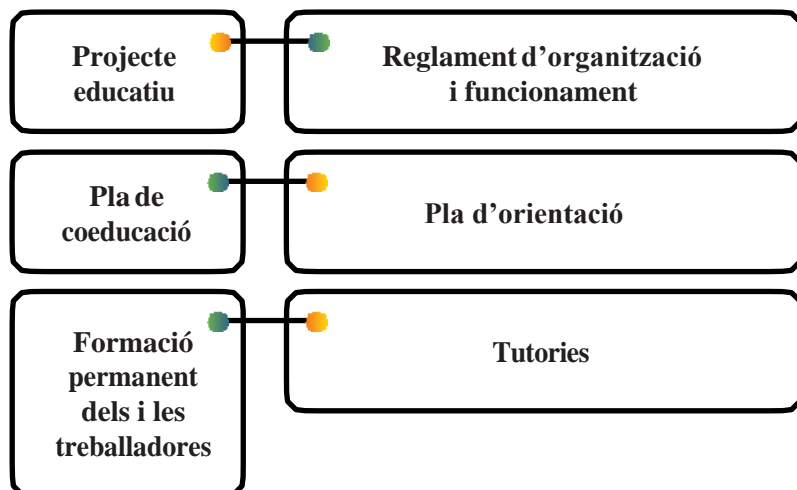 Projecte
educatiu
Reglament d’organització
i funcionament
Pla de
coeducació
Pla d’orientació
Formació
permanent
dels i les
treballadores
Tutories